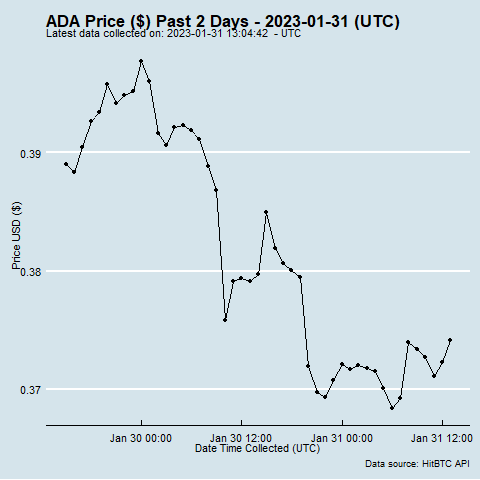 ADA Price ($) Past 2 Days - 2023-01-31 (UTC)
Latest data collected on: 2023-01-31 13:04:42 - UTC
0.39
0.38
0.37
Price USD ($)
Jan 30 00:00
Jan 30 12:00
Jan 31 00:00
Jan 31 12:00
Date Time Collected (UTC)
Data source: HitBTC API